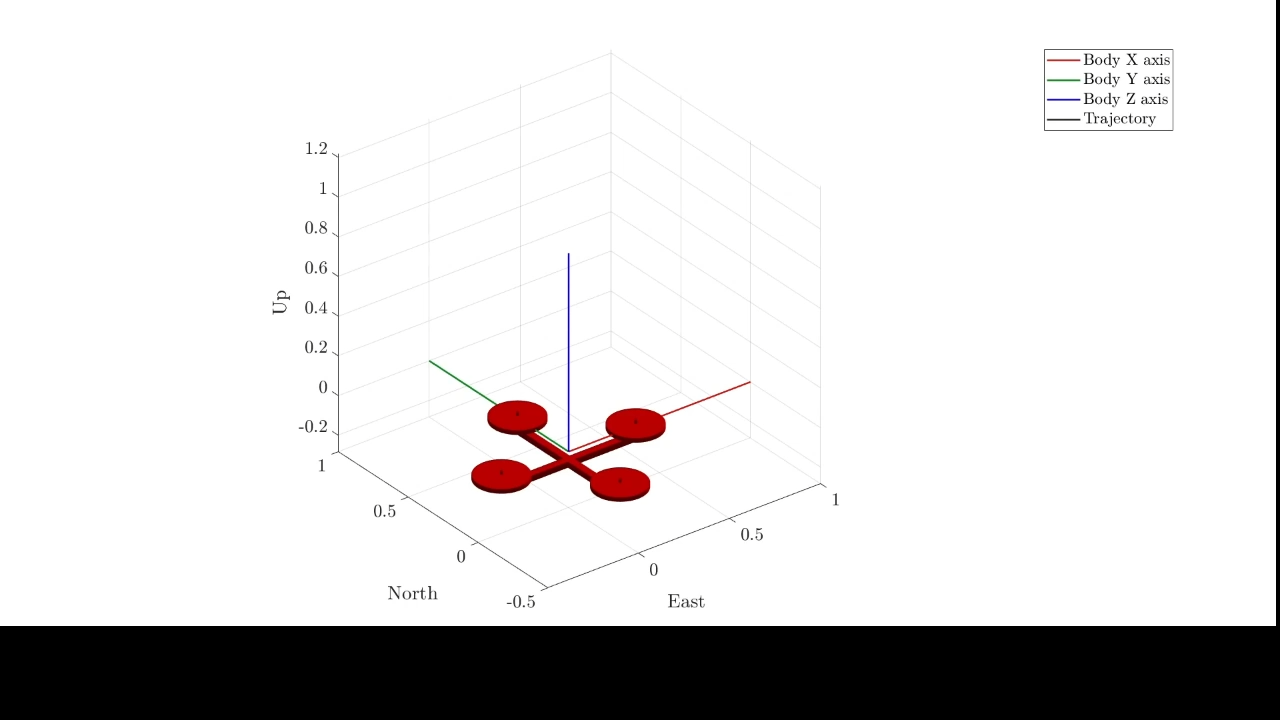 Body X axis
Body Y axis
Body Z axis
Trajectory
1.2
1
0.8
0.6
0.4
0.2
0
-0.2
Up
1
0.5
0
-0.5
North
0
0.5
1
East